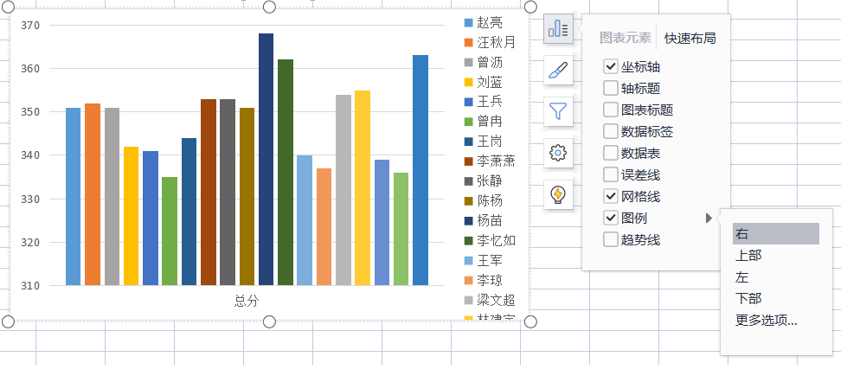 370
360
350
340
330
320
310
总分
赵亮
汪秋月
曾沥
刘蓝
王兵
曾冉
王岗
李萧萧
张静
陈杨
杨苗
李忆如
王军
李琼
梁文超
图表元素
快速布局
坐标轴
轴标题
图表标题
数据标签
数据表
误差线
网格线
图例
趋势线
右
上部
左
下部
更多选项...